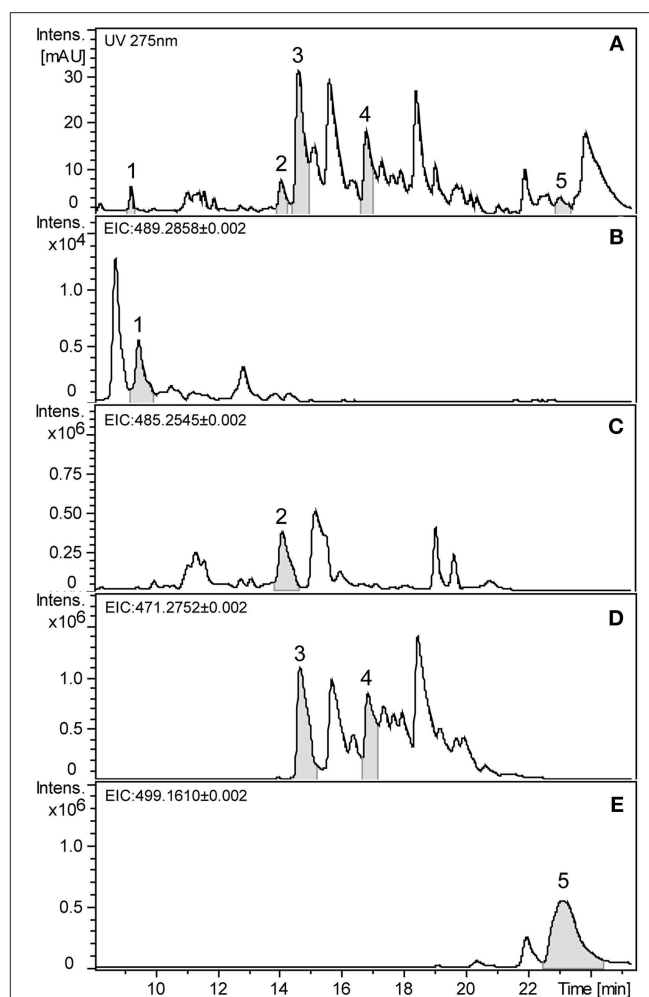 Intens.
[mAU]
UV 275nm
A
30
20
10
0
1
2
3
4
5
Intens.
x10⁴
EIC:489.2858±0.002
B
1.0
0.5
0
1
Intens.
x10⁶
EIC:485.2545±0.002
C
0.75
0.50
0.25
0
2
Intens.
x10⁶
EIC:471.2752±0.002
D
1.0
0.5
0
3
4
Intens.
x10⁶
EIC:499.1610±0.002
E
1.0
0.5
0
5
10 12 14 16 18 20 22 Time [min]